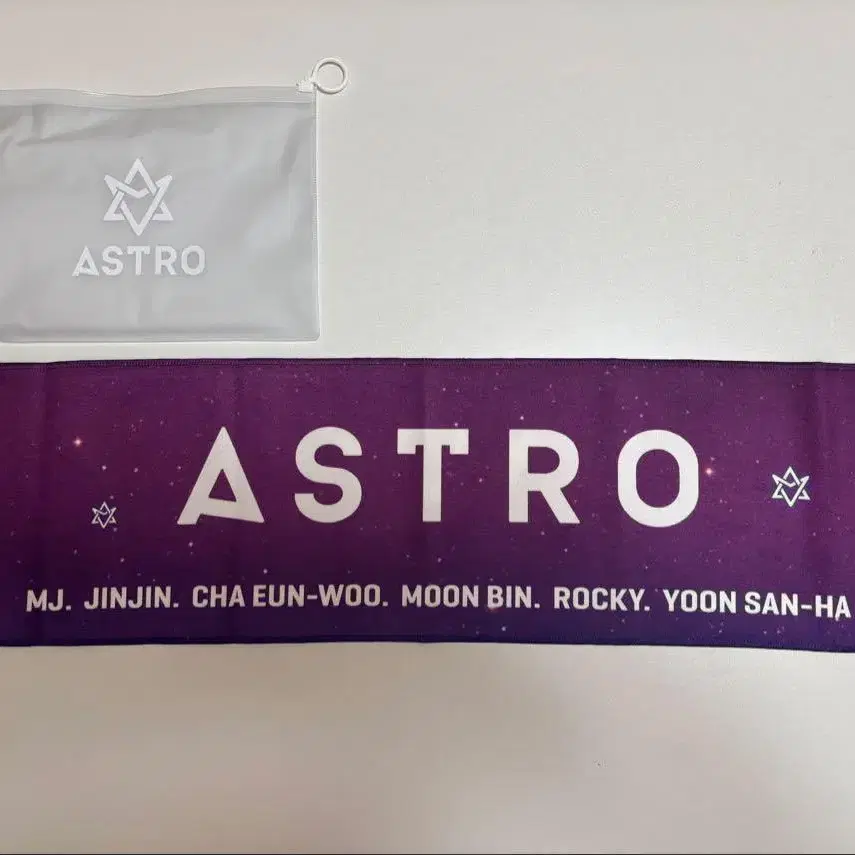 ASTRO
ASTRO
MJ. JINJIN. CHA EUN-WOO. MOON BIN. ROCKY. YOON SAN-HA